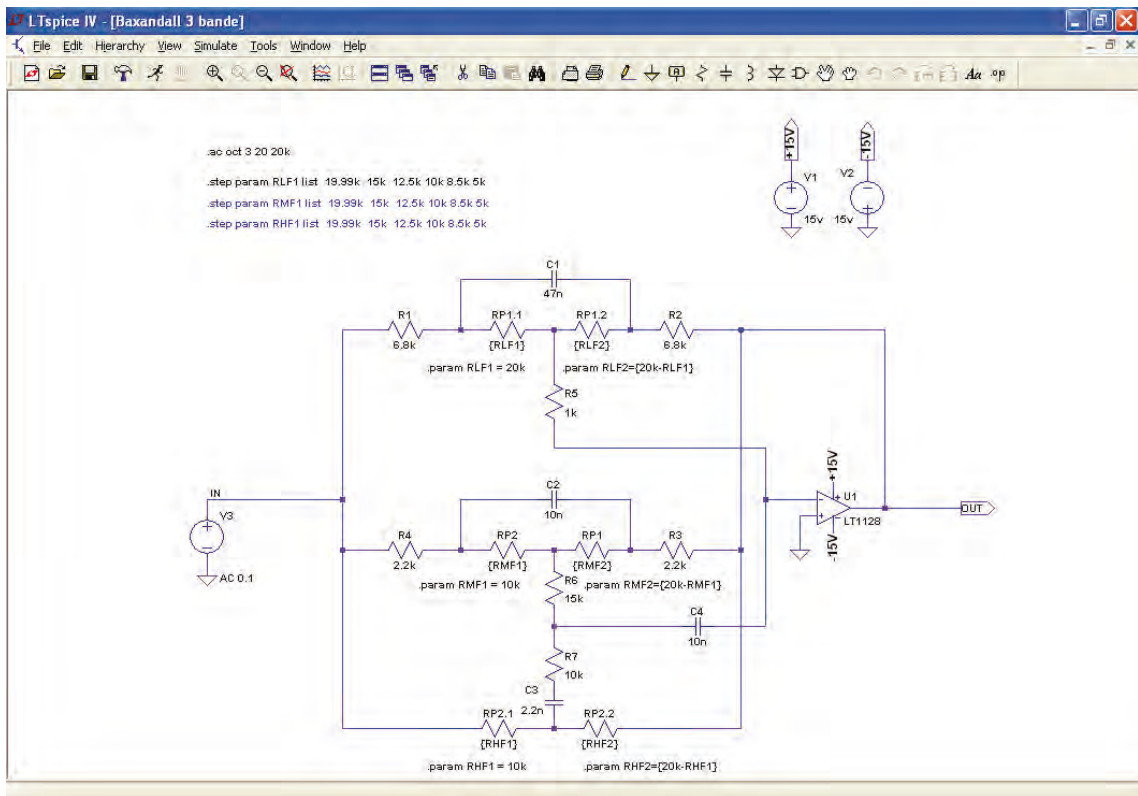 LTspice IV - [Baxandall 3 bande]
File Edit Hierarchy View Simulate Tools Window Help
Aa .op
.ac oct 3 20 20k
.step param RLF1 list 19.99k 15k 12.5k 10k 8.5k 5k
.step param RMF1 list 19.99k 15k 12.5k 10k 8.5k 5k
.step param RHF1 list 19.99k 15k 12.5k 10k 8.5k 5k
+15V
-15V
V1
V2
15v
15v
C1
47n
R1
RP1.1
RP1.2
R2
6.8k
{RLF1}
{RLF2}
6.8k
.param RLF1 = 20k
.param RLF2={20k-RLF1}
R5
1k
IN
V3
AC 0.1
C2
10n
+15V
U1
LT1128
-15V
OUT
R4
RP2
RP1
R3
2.2k
{RMF1}
{RMF2}
2.2k
.param RMF1 = 10k
.param RMF2={20k-RMF1}
R6
15k
C4
10n
R7
10k
C3
2.2n
RP2.1
RP2.2
{RHF1}
{RHF2}
.param RHF1 = 10k
.param RHF2={20k-RHF1}